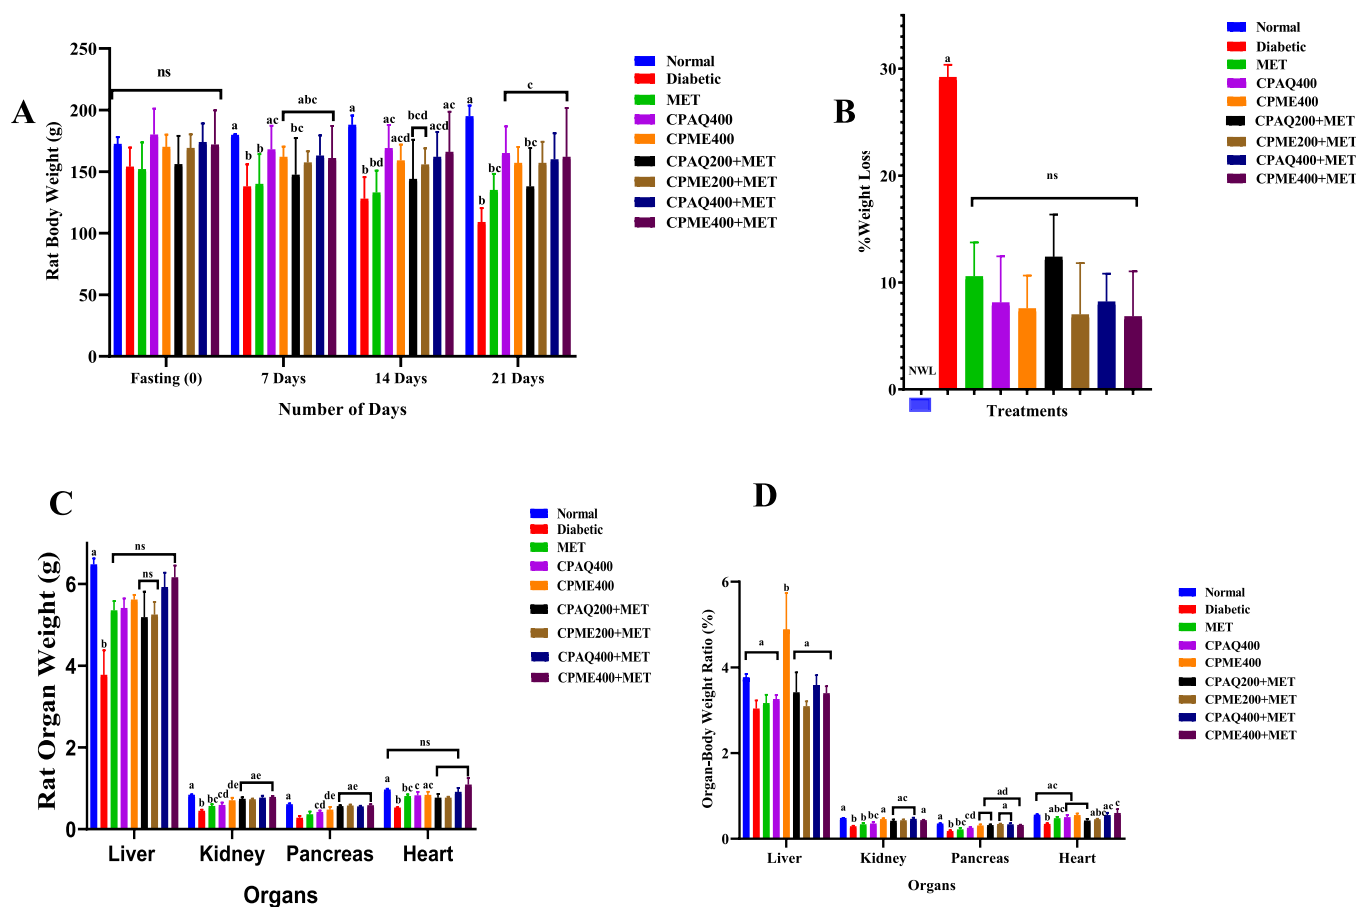 A
250
200
150
100
50
0
Rat Body Weight (g)
ns
a
b
b
ac
abc
bc
a
b
bd
ac
acd
bcd
acd
ac
a
b
bc
c
bc
Fasting (0)
7 Days
14 Days
21 Days
Number of Days
Normal
Diabetic
MET
CPAQ400
CPME400
CPAQ200+MET
CPME200+MET
CPAQ400+MET
CPME400+MET
B
30
20
10
0
%Weight Loss
NWL
a
ns
Treatments
Normal
Diabetic
MET
CPAQ400
CPME400
CPAQ200+MET
CPME200+MET
CPAQ400+MET
CPME400+MET
C
6
4
2
0
Rat Organ Weight (g)
a
b
ns
ns
a
b
bc
cd
de
ae
a
b
bc
cd
de
ae
a
b
bc
c
ac
ns
Liver
Kidney
Pancreas
Heart
Organs
Normal
Diabetic
MET
CPAQ400
CPME400
CPAQ200+MET
CPME200+MET
CPAQ400+MET
CPME400+MET
D
6
4
2
0
Organ-Body Weight Ratio (%)
a
b
a
a
b
b
bc
a
ac
a
a
b
bc
cd
ad
a
a
ac
b
abc
abc
ac
c
Liver
Kidney
Pancreas
Heart
Organs
Normal
Diabetic
MET
CPAQ400
CPME400
CPAQ200+MET
CPME200+MET
CPAQ400+MET
CPME400+MET